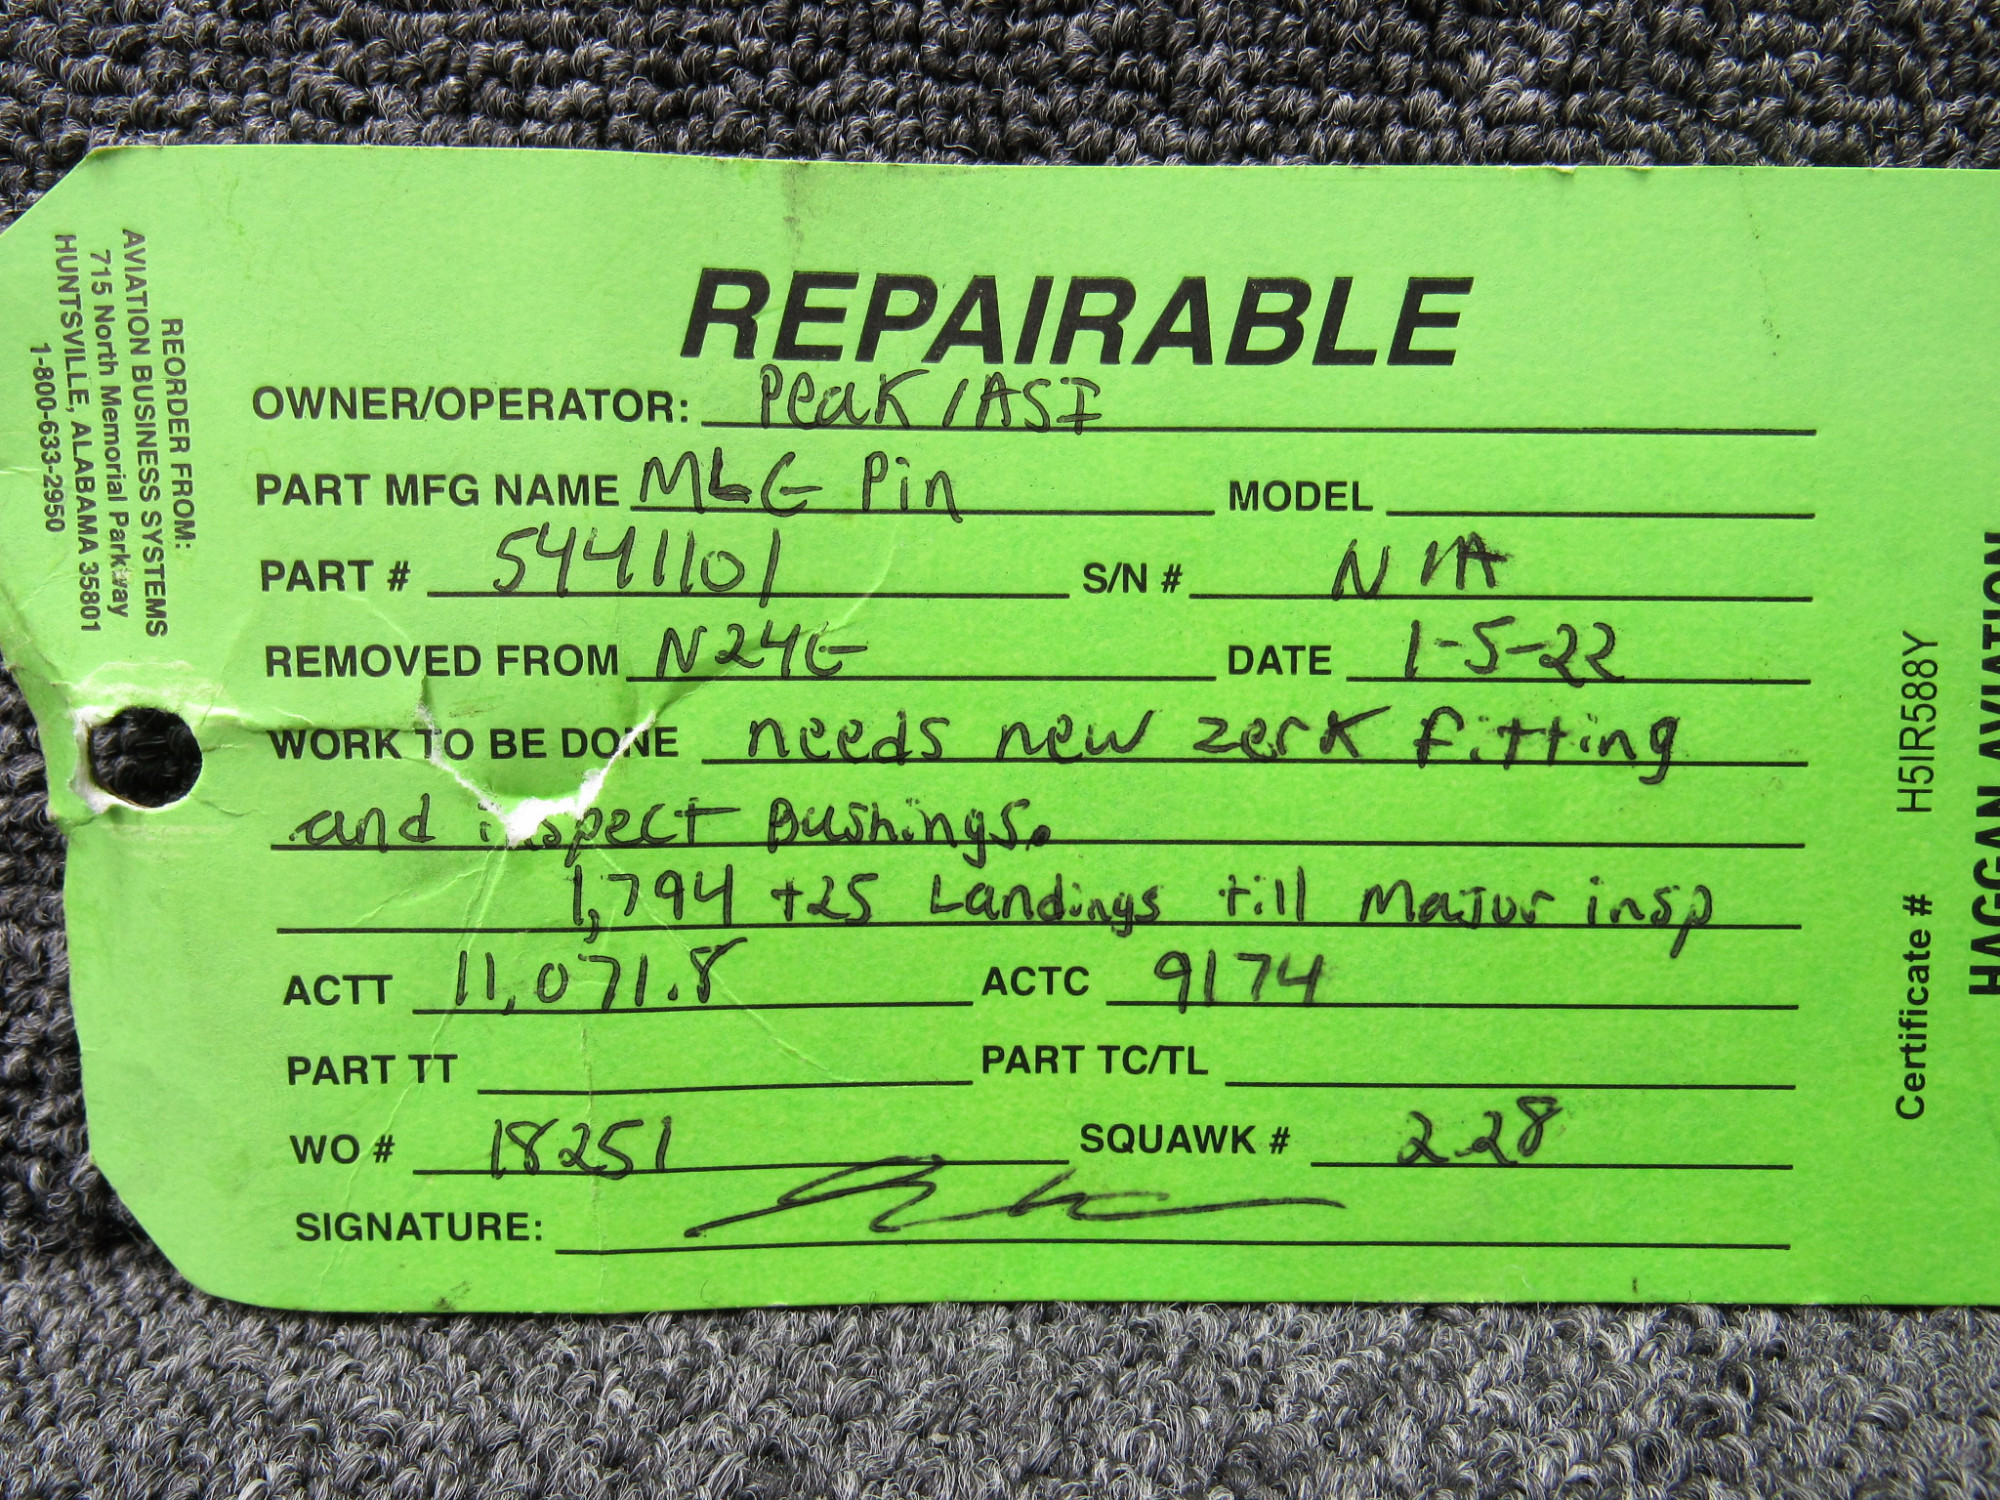 REORDER FROM:
AVIATION BUSINESS SYSTEMS
715 North Memorial Parkway
HUNTSVILLE, ALABAMA 35801
1-800-633-2950
REPAIRABLE
OWNER/OPERATOR: Peak/ASI
PART MFG NAME MLG Pin MODEL
PART # 5441101 S/N # N/A
REMOVED FROM N24G DATE 1-5-22
WORK TO BE DONE needs new zerk fitting
and inspect Bushings.
1,794 +25 Landings till Major insp
ACTT 11,071.8 ACTC 9174
PART TT PART TC/TL
WO # 18251 SQUAWK # 228
SIGNATURE:
Certificate # H5IR588Y
HAGGAN AVIATION